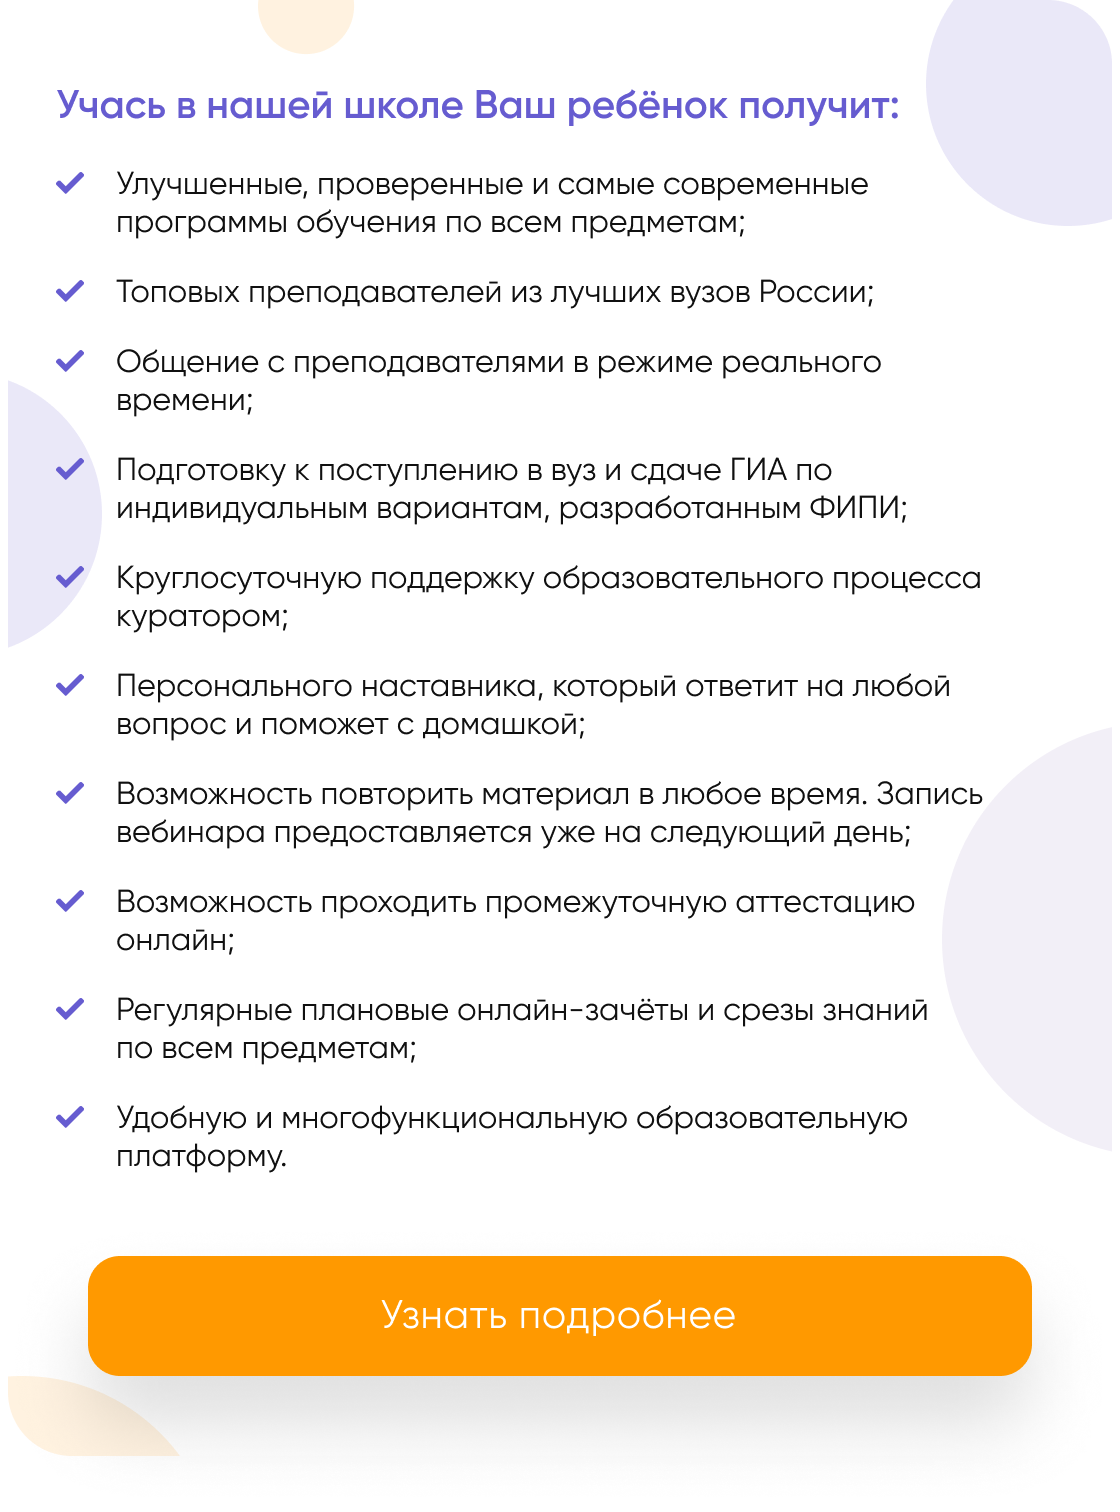 Учась в нашей школе Ваш ребёнок получит:
Улучшенные, проверенные и самые современные
программы обучения по всем предметам;
Топовых преподавателей из лучших вузов России;
Общение с преподавателями в режиме реального
времени;
Подготовку к поступлению в вуз и сдаче ГИА по
индивидуальным вариантам, разработанным ФИПИ;
Круглосуточную поддержку образовательного процесса
куратором;
Персонального наставника, который ответит на любой
вопрос и поможет с домашкой;
Возможность повторить материал в любое время. Запись
вебинара предоставляется уже на следующий день;
Возможность проходить промежуточную аттестацию
онлайн;
Регулярные плановые онлайн-зачёты и срезы знаний
по всем предметам;
Удобную и многофункциональную образовательную
платформу.
Узнать подробнее